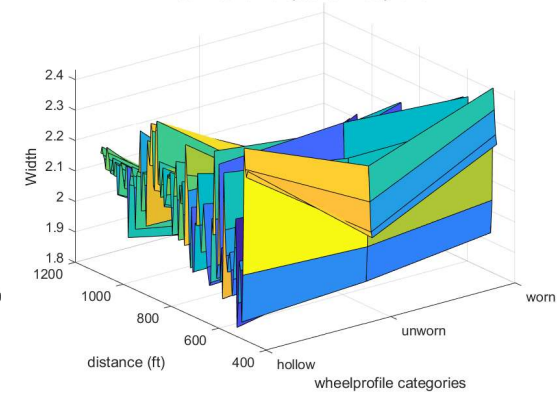 2.4
2.3
2.2
2.1
2
1.9
1.8
Width
1200
1000
800
600
400
distance (ft)
hollow
unworn
worn
wheelprofile categories